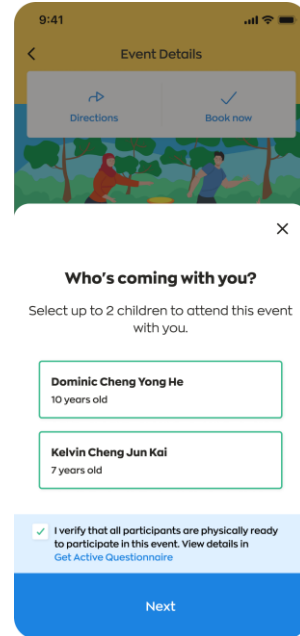 9:41
Event Details
Directions
Book now
Who's coming with you?
Select up to 2 children to attend this event
with you.
Dominic Cheng Yong He
10 years old
Kelvin Cheng Jun Kai
7 years old
I verify that all participants are physically ready
to participate in this event. View details in
Get Active Questionnaire
Next